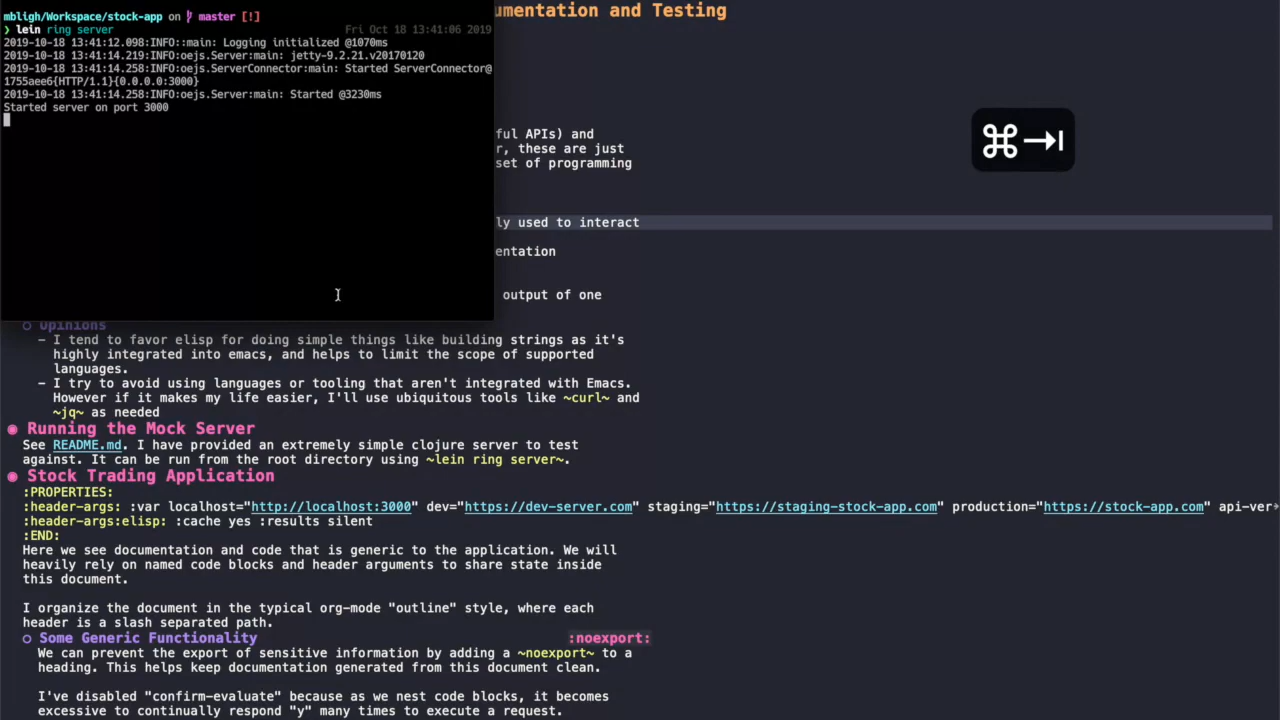 mbligh/Workspace/stock-app on master [!]
❯ lein ring server Fri Oct 18 13:41:06 2019
2019-10-18 13:41:12.098:INFO::main: Logging initialized @1070ms
2019-10-18 13:41:14.219:INFO:oejs.Server:main: jetty-9.2.21.v20170120
2019-10-18 13:41:14.258:INFO:oejs.ServerConnector:main: Started ServerConnector@
1755aee6{HTTP/1.1}{0.0.0.0:3000}
2019-10-18 13:41:14.258:INFO:oejs.Server:main: Started @3230ms
Started server on port 3000
umentation and Testing
ful APIs) and
r, these are just
set of programming
ly used to interact
entation
output of one
⌘⇥
○ Opinions
– I tend to favor elisp for doing simple things like building strings as it's
highly integrated into emacs, and helps to limit the scope of supported
languages.
– I try to avoid using languages or tooling that aren't integrated with Emacs.
However if it makes my life easier, I'll use ubiquitous tools like ~curl~ and
~jq~ as needed
◉ Running the Mock Server
See README.md. I have provided an extremely simple clojure server to test
against. It can be run from the root directory using ~lein ring server~.
◉ Stock Trading Application
:PROPERTIES:
:header-args: :var localhost="http://localhost:3000" dev="https://dev-server.com" staging="https://staging-stock-app.com" production="https://stock-app.com" api-ver
:header-args:elisp: :cache yes :results silent
:END:
Here we see documentation and code that is generic to the application. We will
heavily rely on named code blocks and header arguments to share state inside
this document.
I organize the document in the typical org-mode "outline" style, where each
header is a slash separated path.
○ Some Generic Functionality :noexport:
We can prevent the export of sensitive information by adding a ~noexport~ to a
heading. This helps keep documentation generated from this document clean.
I've disabled "confirm-evaluate" because as we nest code blocks, it becomes
excessive to continually respond "y" many times to execute a request.